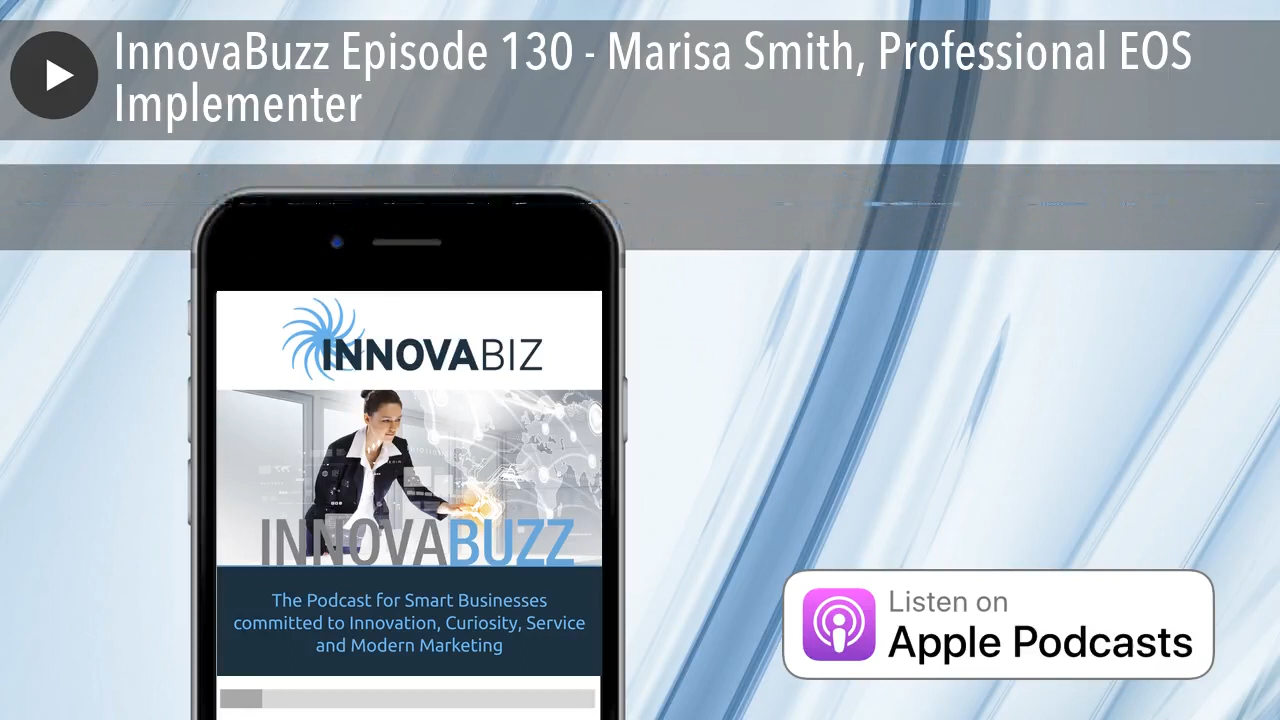 InnovaBuzz Episode 130 - Marisa Smith, Professional EOS
Implementer
INNOVABIZ
INNOVABUZZ
The Podcast for Smart Businesses
committed to Innovation, Curiosity, Service
and Modern Marketing
Listen on
Apple Podcasts